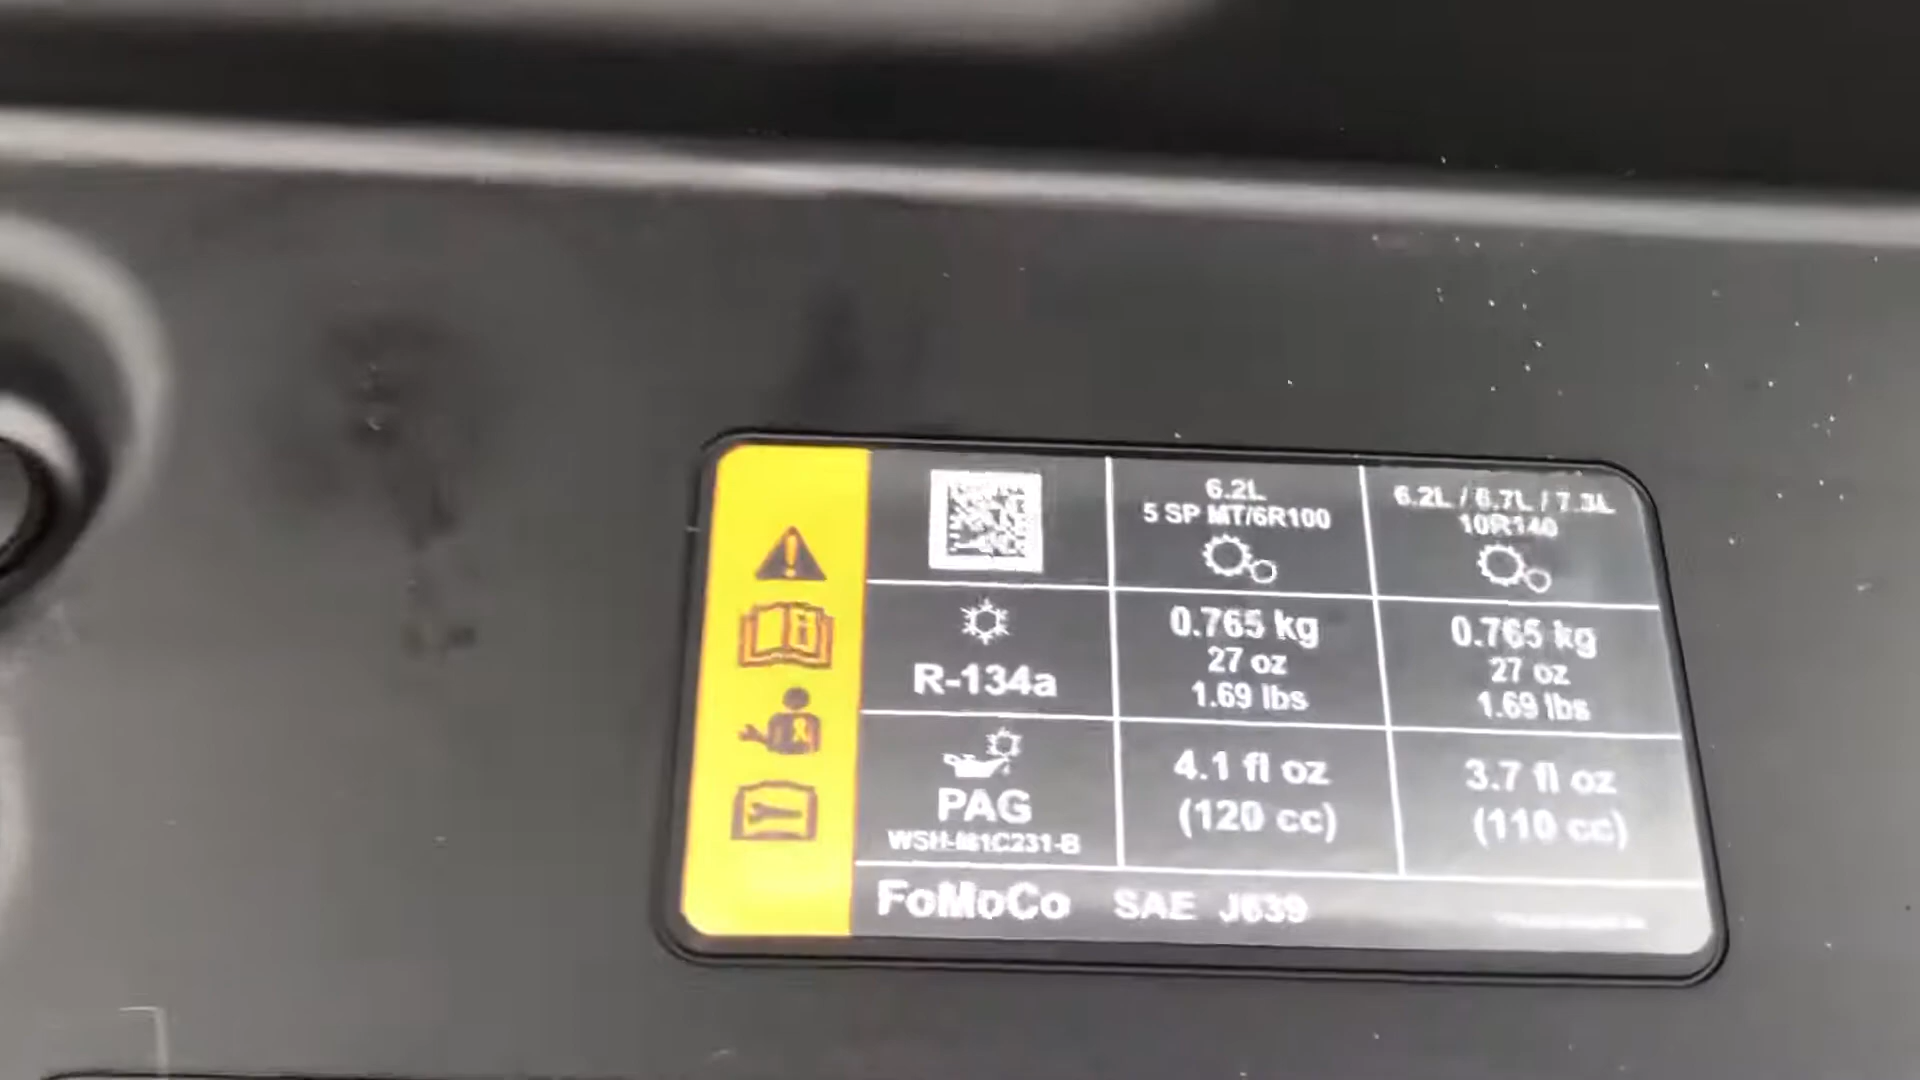 6.2L
5 SP MT/6R100
6.2L / 6.7L / 7.3L
10R140
R-134a
0.765 kg
27 oz
1.69 lbs
0.765 kg
27 oz
1.69 lbs
PAG
WSH-M1C231-B
4.1 fl oz
(120 cc)
3.7 fl oz
(110 cc)
FoMoCo SAE J639